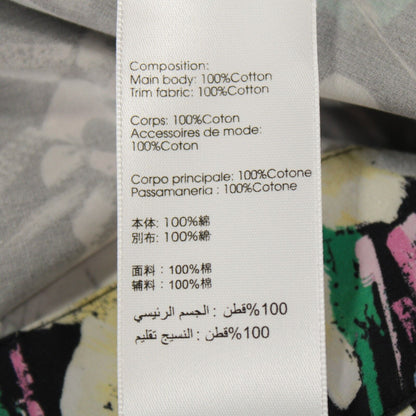 Composition:
Main body: 100%Cotton
Trim fabric: 100%Cotton
Corps: 100%Coton
Accessoires de mode:
100%Coton
Corpo principale: 100%Cotone
Passamaneria : 100%Cotone
本体: 100%綿
別布: 100%綿
面料：100%棉
辅料：100%棉
100%قطن : الجسم الرئيسي
100%قطن : النسيج تقليم